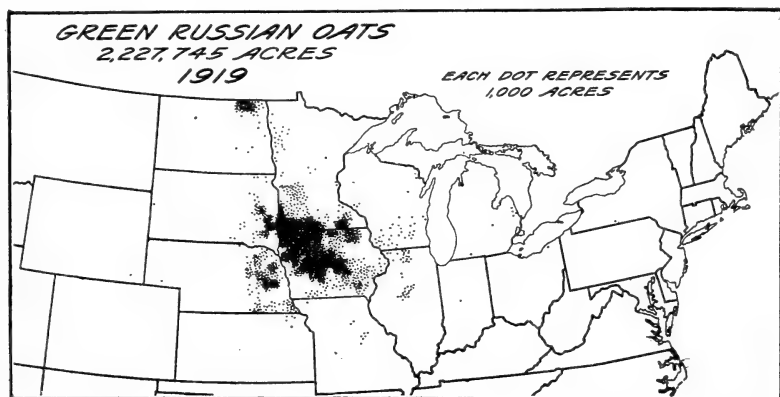 GREEN RUSSIAN OATS
2,227,745 ACRES
1919
EACH DOT REPRESENTS
1,000 ACRES